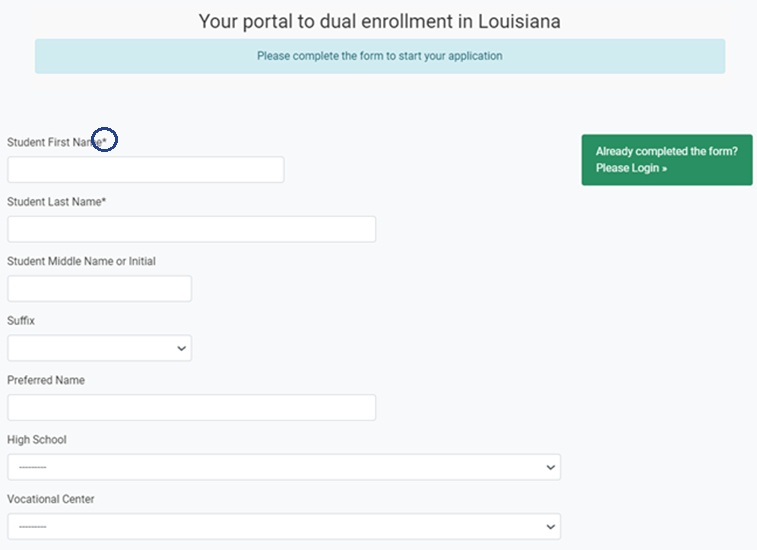 Your portal to dual enrollment in Louisiana
Please complete the form to start your application
Student First Name*
Already completed the form?
Please Login »
Student Last Name*
Student Middle Name or Initial
Suffix
Preferred Name
High School
---------
Vocational Center
---------